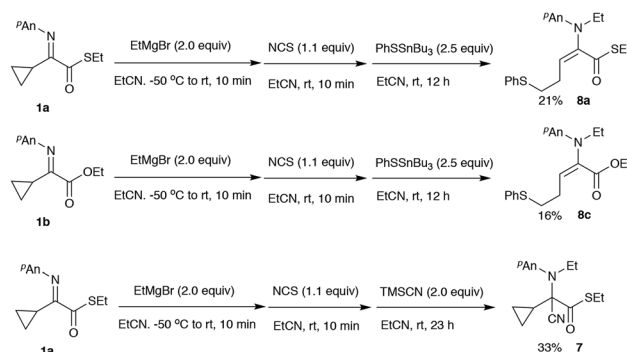 pAn N
EtMgBr (2.0 equiv) NCS (1.1 equiv) PhSSnBu3 (2.5 equiv)
pAn N Et
SEt O
EtCN. -50 ºC to rt, 10 min EtCN, rt, 10 min EtCN, rt, 12 h
SE O
PhS
1a 21% 8a
pAn N
EtMgBr (2.0 equiv) NCS (1.1 equiv) PhSSnBu3 (2.5 equiv)
pAn N Et
OEt O
EtCN. -50 ºC to rt, 10 min EtCN, rt, 10 min EtCN, rt, 12 h
OE O
PhS
1b 16% 8c
pAn N
EtMgBr (2.0 equiv) NCS (1.1 equiv) TMSCN (2.0 equiv)
pAn N Et
SEt O
EtCN. -50 ºC to rt, 10 min EtCN, rt, 10 min EtCN, rt, 23 h
SEt CN O
1a 33% 7